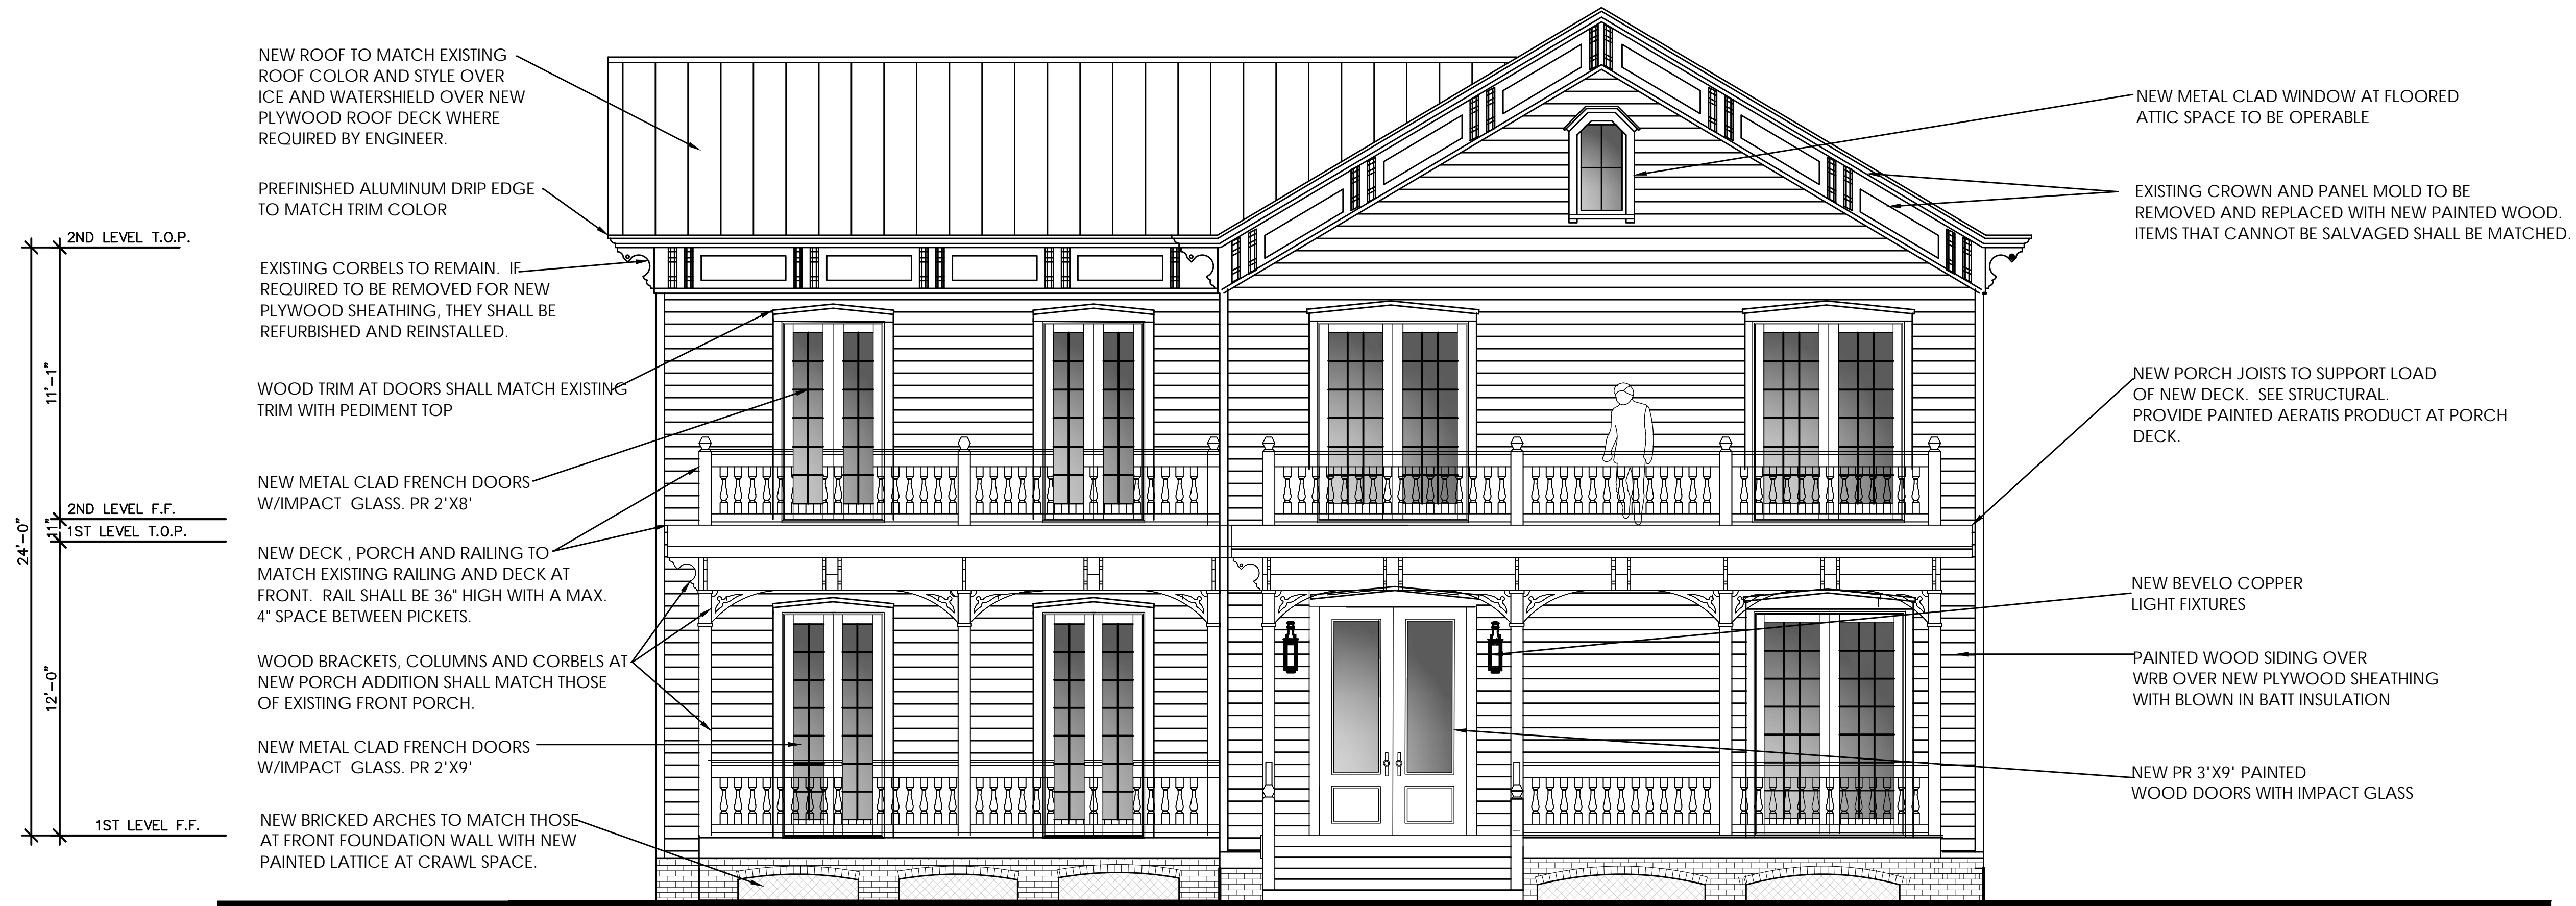 NEW ROOF TO MATCH EXISTING
ROOF COLOR AND STYLE OVER
ICE AND WATERSHIELD OVER NEW
PLYWOOD ROOF DECK WHERE
REQUIRED BY ENGINEER.
PREFINISHED ALUMINUM DRIP EDGE
TO MATCH TRIM COLOR
2ND LEVEL T.O.P.
EXISTING CORBELS TO REMAIN. IF
REQUIRED TO BE REMOVED FOR NEW
PLYWOOD SHEATHING, THEY SHALL BE
REFURBISHED AND REINSTALLED.
11'-1"
WOOD TRIM AT DOORS SHALL MATCH EXISTING
TRIM WITH PEDIMENT TOP
NEW METAL CLAD FRENCH DOORS
W/IMPACT GLASS. PR 2'X8'
2ND LEVEL F.F.
11"
1ST LEVEL T.O.P.
24'-0"
NEW DECK , PORCH AND RAILING TO
MATCH EXISTING RAILING AND DECK AT
FRONT. RAIL SHALL BE 36" HIGH WITH A MAX.
4" SPACE BETWEEN PICKETS.
WOOD BRACKETS, COLUMNS AND CORBELS AT
NEW PORCH ADDITION SHALL MATCH THOSE
OF EXISTING FRONT PORCH.
12'-0"
NEW METAL CLAD FRENCH DOORS
W/IMPACT GLASS. PR 2'X9'
1ST LEVEL F.F.
NEW BRICKED ARCHES TO MATCH THOSE
AT FRONT FOUNDATION WALL WITH NEW
PAINTED LATTICE AT CRAWL SPACE.
NEW METAL CLAD WINDOW AT FLOORED
ATTIC SPACE TO BE OPERABLE
EXISTING CROWN AND PANEL MOLD TO BE
REMOVED AND REPLACED WITH NEW PAINTED WOOD.
ITEMS THAT CANNOT BE SALVAGED SHALL BE MATCHED.
NEW PORCH JOISTS TO SUPPORT LOAD
OF NEW DECK. SEE STRUCTURAL.
PROVIDE PAINTED AERATIS PRODUCT AT PORCH
DECK.
NEW BEVELO COPPER
LIGHT FIXTURES
PAINTED WOOD SIDING OVER
WRB OVER NEW PLYWOOD SHEATHING
WITH BLOWN IN BATT INSULATION
NEW PR 3'X9' PAINTED
WOOD DOORS WITH IMPACT GLASS